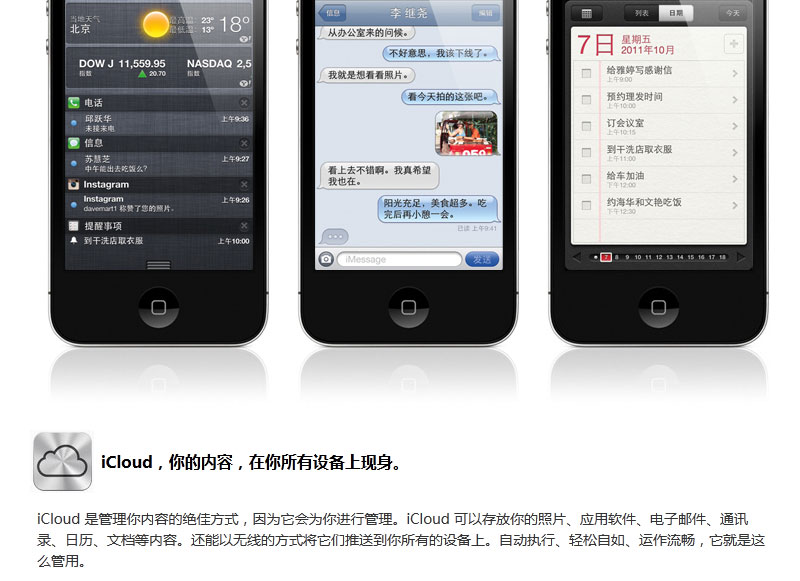 当地天气
北京
最高温: 23°
最低温: 13°
18°
DOW J 11,559.95
指数
20.70
NASDAQ 2,5
指数
电话
邱跃华
未接来电
上午9:36
信息
苏慧芝
中午能出去吃饭么?
上午9:27
Instagram
Instagram
davemart1 称赞了您的照片。
上午9:26
提醒事项
到干洗店取衣服
上午10:00
信息
李 继尧
编辑
从办公室来的问候。
不好意思，我该下线了。
我就是想看看照片。
看今天拍的这张吧。
看上去不错啊。我真希望
我也在。
阳光充足，美食超多。吃
完后再小憩一会。
已读 上午9:41
iMessage
发送
列表
日期
今天
7日
星期五
2011年10月
给雅婷写感谢信
上午9:00
预约理发时间
上午10:00
订会议室
上午10:15
到干洗店取衣服
上午11:00
给车加油
下午12:00
约海华和文艳吃饭
下午12:30
7 8 9 10 11 12 13 14 15 16 17 18
iCloud，你的内容，在你所有设备上现身。
iCloud 是管理你内容的绝佳方式，因为它会为你进行管理。iCloud 可以存放你的照片、应用软件、电子邮件、通讯
录、日历、文档等内容。还能以无线的方式将它们推送到你所有的设备上。自动执行、轻松自如、运作流畅，它就是这
么管用。